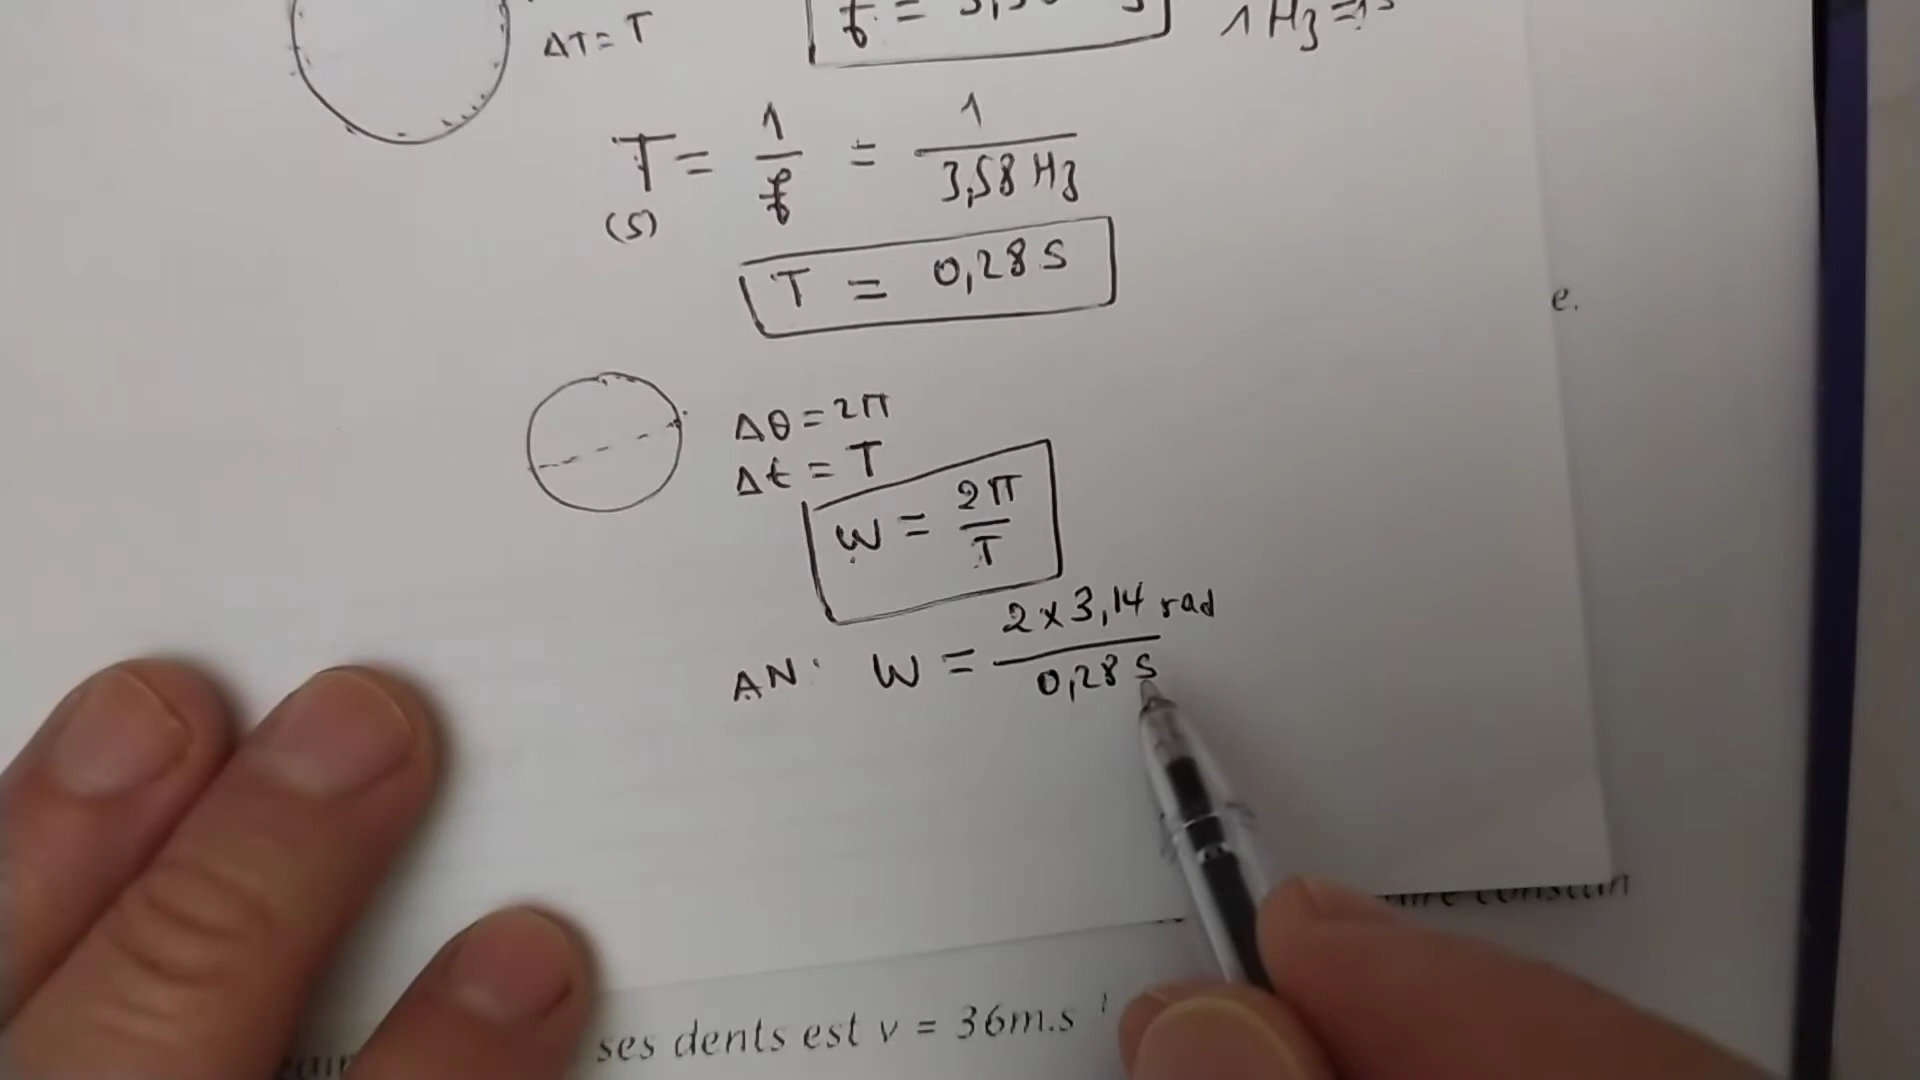 ΔT = T
1 Hz = 1s
T = 1/f = 1/3,58 Hz
(S)
T = 0,28 s
e.
Δθ = 2π
Δt = T
W = 2π/T
AN: W = 2 x 3,14 rad / 0,28 s
ses dents est v = 36m.s